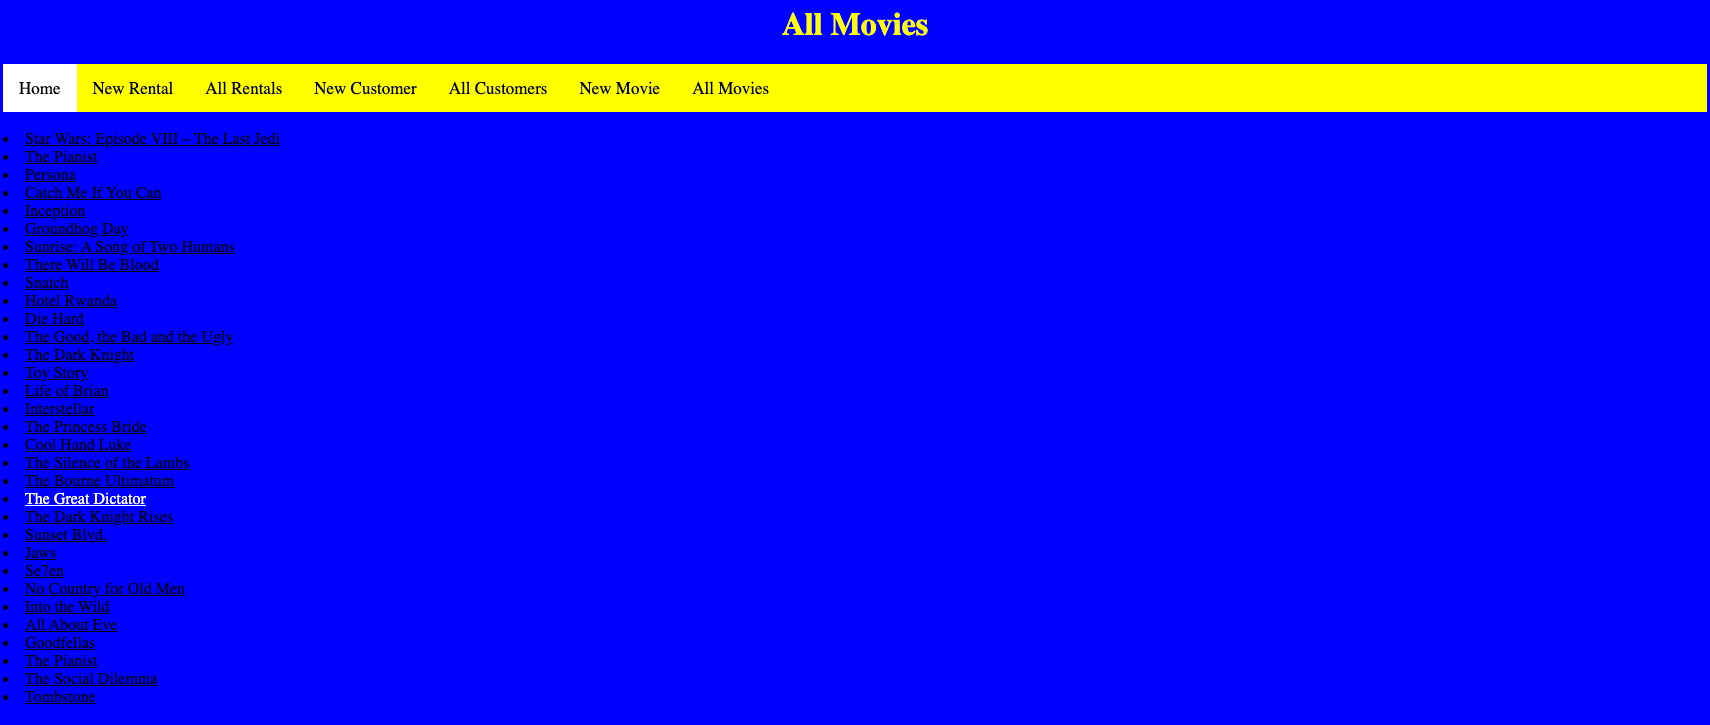 All Movies
Home New Rental All Rentals New Customer All Customers New Movie All Movies
Star Wars: Episode VIII – The Last Jedi
The Pianist
Persona
Catch Me If You Can
Inception
Groundhog Day
Sunrise: A Song of Two Humans
There Will Be Blood
Snatch
Hotel Rwanda
Die Hard
The Good, the Bad and the Ugly
The Dark Knight
Toy Story
Life of Brian
Interstellar
The Princess Bride
Cool Hand Luke
The Silence of the Lambs
The Bourne Ultimatum
The Great Dictator
The Dark Knight Rises
Sunset Blvd.
Jaws
Se7en
No Country for Old Men
Into the Wild
All About Eve
Goodfellas
The Pianist
The Social Dilemma
Tombstone